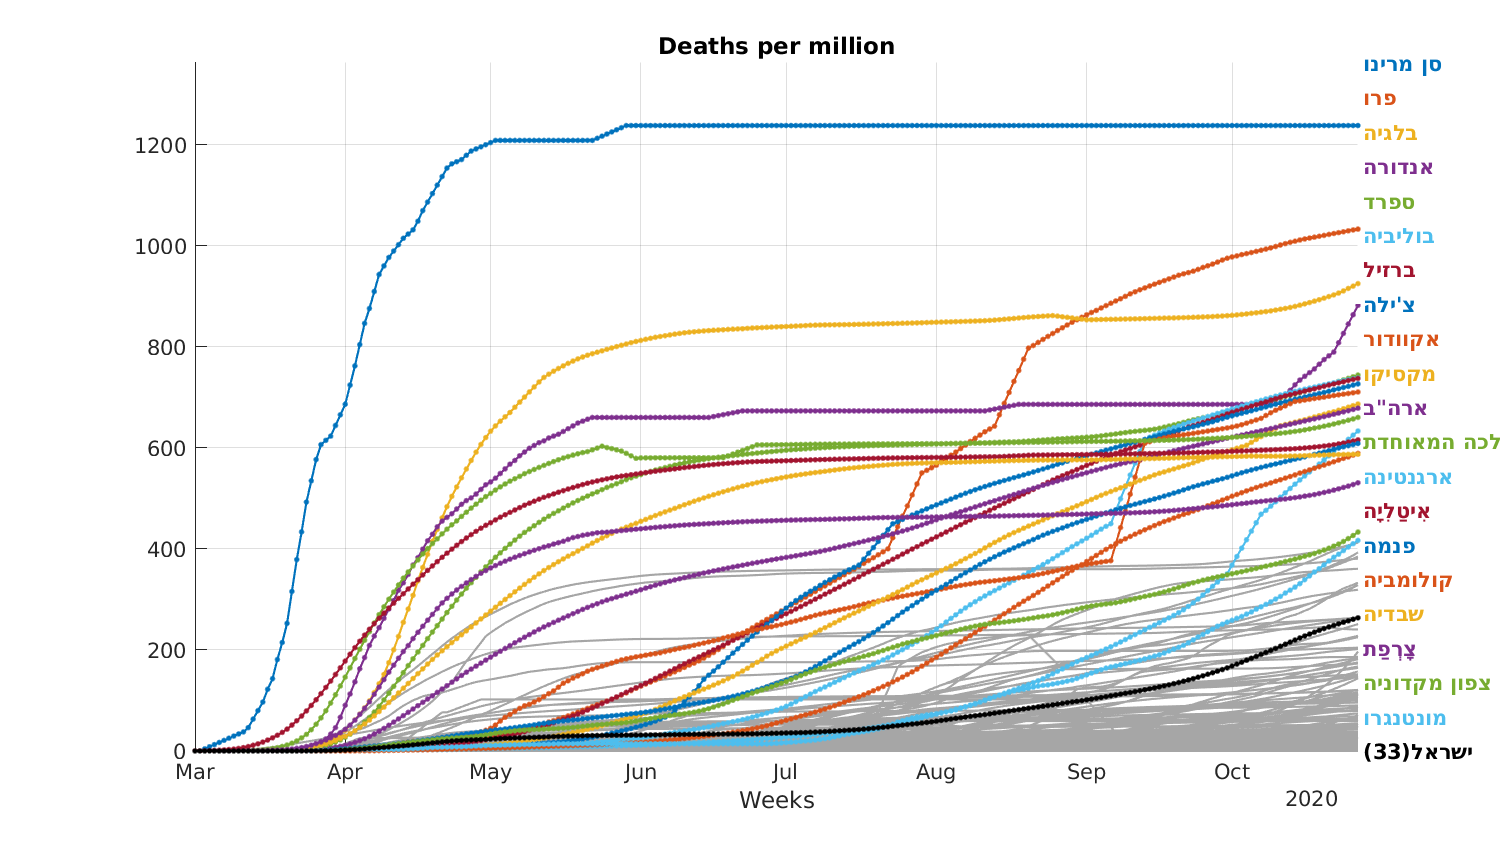 Deaths per million
סן מרינו
פרו
בלגיה
אנדורה
ספרד
בוליביה
ברזיל
צ'ילה
אקוודור
מקסיקו
ארה"ב
לכה המאוחדת
ארגנטינה
אִיטַלִיָה
פנמה
קולומביה
שבדיה
צָרְפַת
צפון מקדוניה
מונטנגרו
ישראל(33)
1200
1000
800
600
400
200
0
Mar Apr May Jun Jul Aug Sep Oct
Weeks 2020